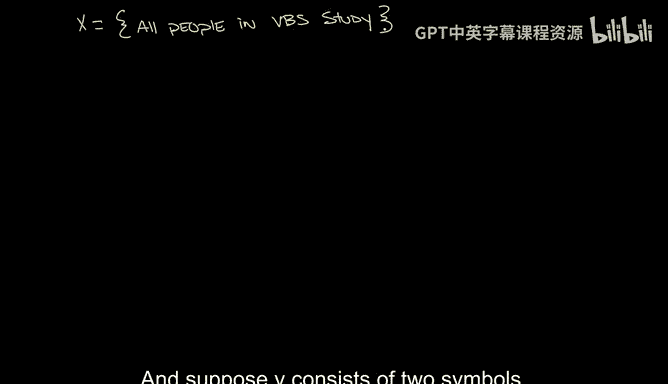 X = { All PEOPLE in VBS STUDY }
GPT中英字幕课程资源 bilibili
And suppose y consists of two symbols